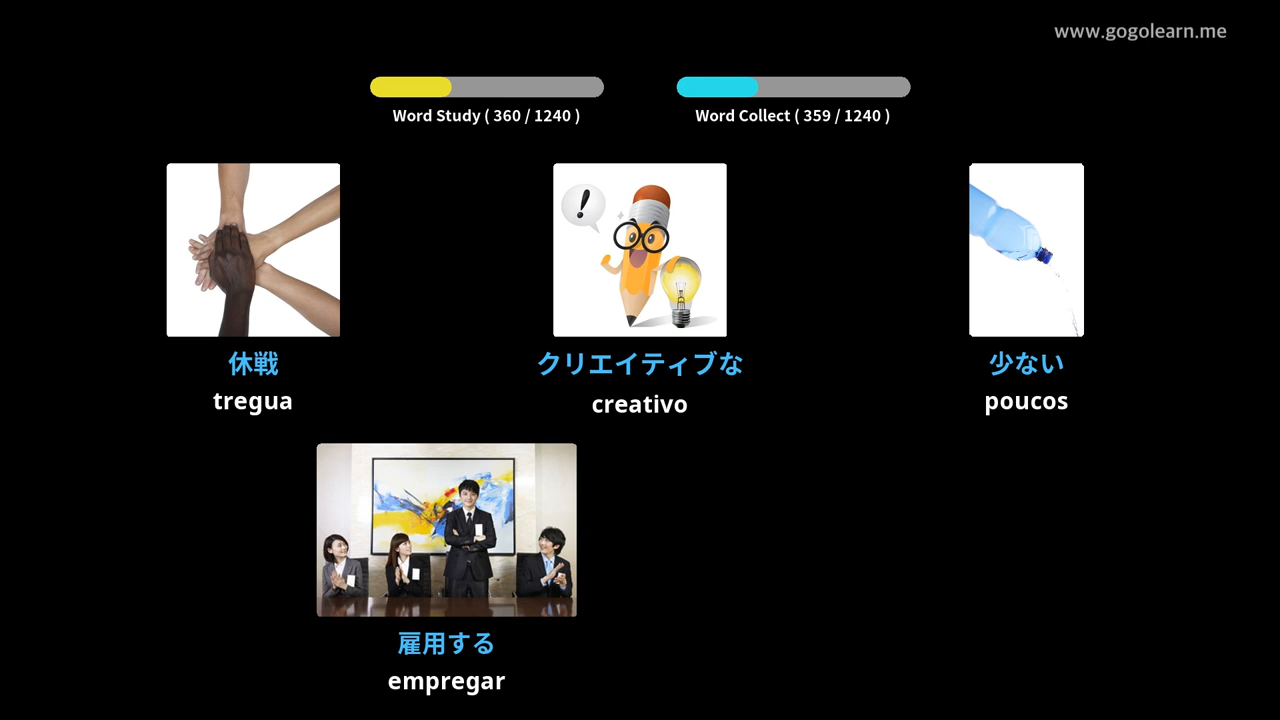 www.gogolearn.me
Word Study ( 360 / 1240 )
Word Collect ( 359 / 1240 )
休戦
tregua
クリエイティブな
creativo
少ない
poucos
雇用する
empregar